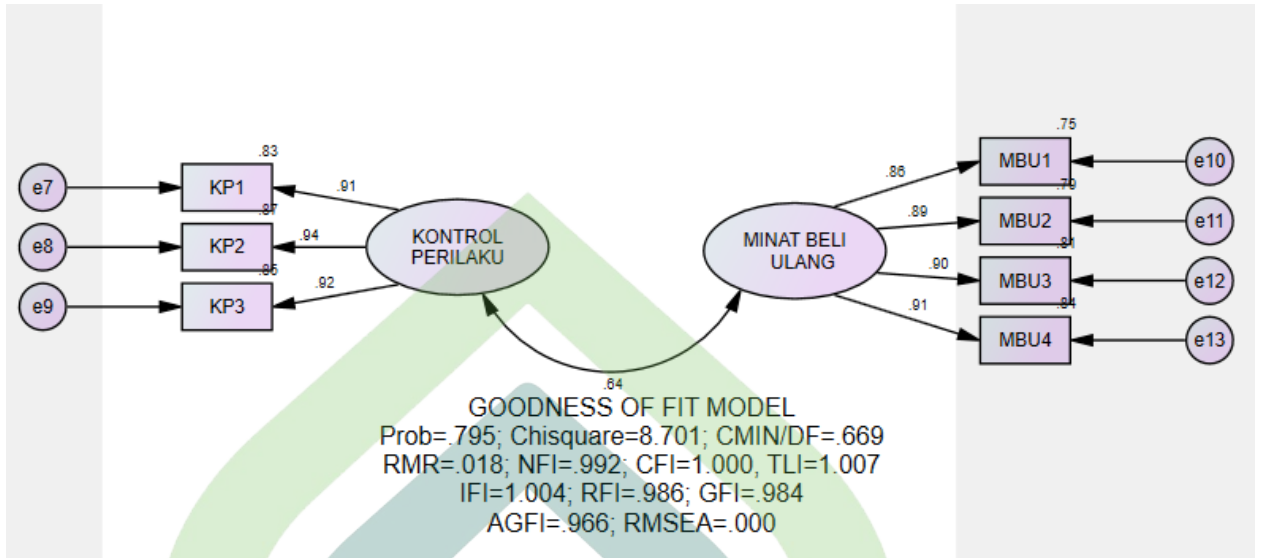 .83
.91
e7
KP1
.87
.94
e8
KP2
.85
.92
e9
KP3
KONTROL
PERILAKU
MINAT BELI
ULANG
.75
.86
MBU1
e10
.79
.89
MBU2
e11
.81
.90
MBU3
e12
.84
.91
MBU4
e13
.64
GOODNESS OF FIT MODEL
Prob=.795; Chisquare=8.701; CMIN/DF=.669
RMR=.018; NFI=.992; CFI=1.000, TLI=1.007
IFI=1.004; RFI=.986; GFI=.984
AGFI=.966; RMSEA=.000